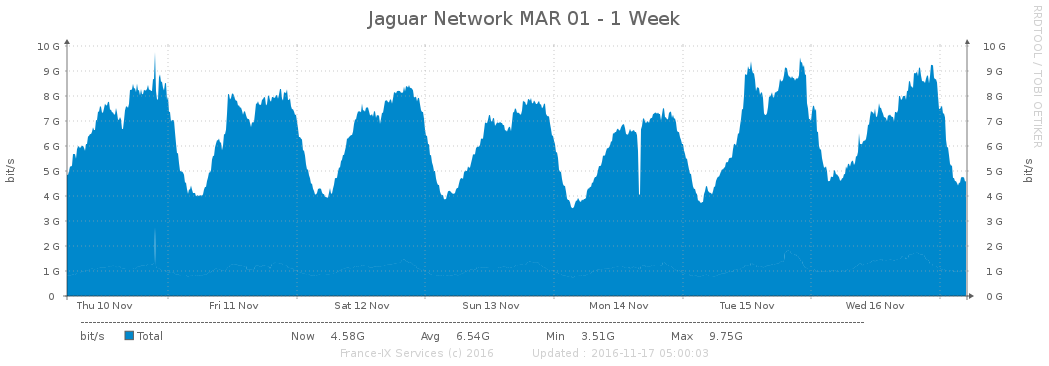 Jaguar Network MAR 01 - 1 Week
RRDTOOL / TOBI OETIKER
bit/s
bit/s
10 G 10 G
9 G 9 G
8 G 8 G
7 G 7 G
6 G 6 G
5 G 5 G
4 G 4 G
3 G 3 G
2 G 2 G
1 G 1 G
0 0 G
Thu 10 Nov Fri 11 Nov Sat 12 Nov Sun 13 Nov Mon 14 Nov Tue 15 Nov Wed 16 Nov
bit/s Total Now 4.58G Avg 6.54G Min 3.51G Max 9.75G
France-IX Services (c) 2016 Updated : 2016-11-17 05:00:03